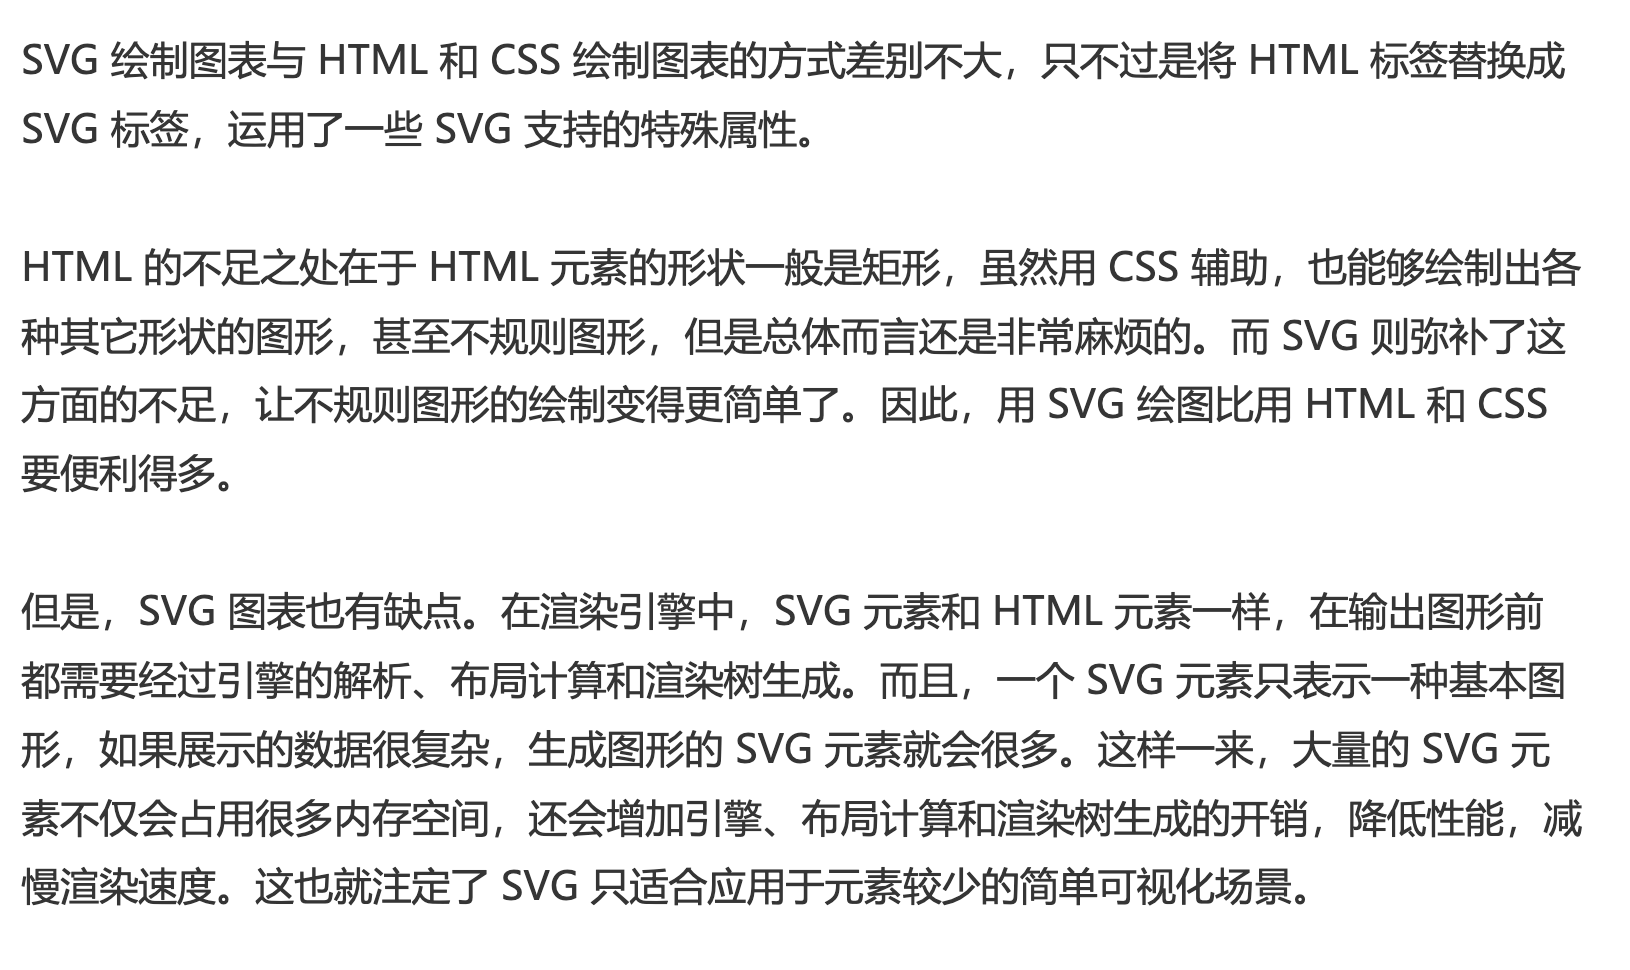 SVG 绘制图表与 HTML 和 CSS 绘制图表的方式差别不大，只不过是将 HTML 标签替换成
SVG 标签，运用了一些 SVG 支持的特殊属性。
HTML 的不足之处在于 HTML 元素的形状一般是矩形，虽然用 CSS 辅助，也能够绘制出各
种其它形状的图形，甚至不规则图形，但是总体而言还是非常麻烦的。而 SVG 则弥补了这
方面的不足，让不规则图形的绘制变得更简单了。因此，用 SVG 绘图比用 HTML 和 CSS
要便利得多。
但是，SVG 图表也有缺点。在渲染引擎中，SVG 元素和 HTML 元素一样，在输出图形前
都需要经过引擎的解析、布局计算和渲染树生成。而且，一个 SVG 元素只表示一种基本图
形，如果展示的数据很复杂，生成图形的 SVG 元素就会很多。这样一来，大量的 SVG 元
素不仅会占用很多内存空间，还会增加引擎、布局计算和渲染树生成的开销，降低性能，减
慢渲染速度。这也就注定了 SVG 只适合应用于元素较少的简单可视化场景。